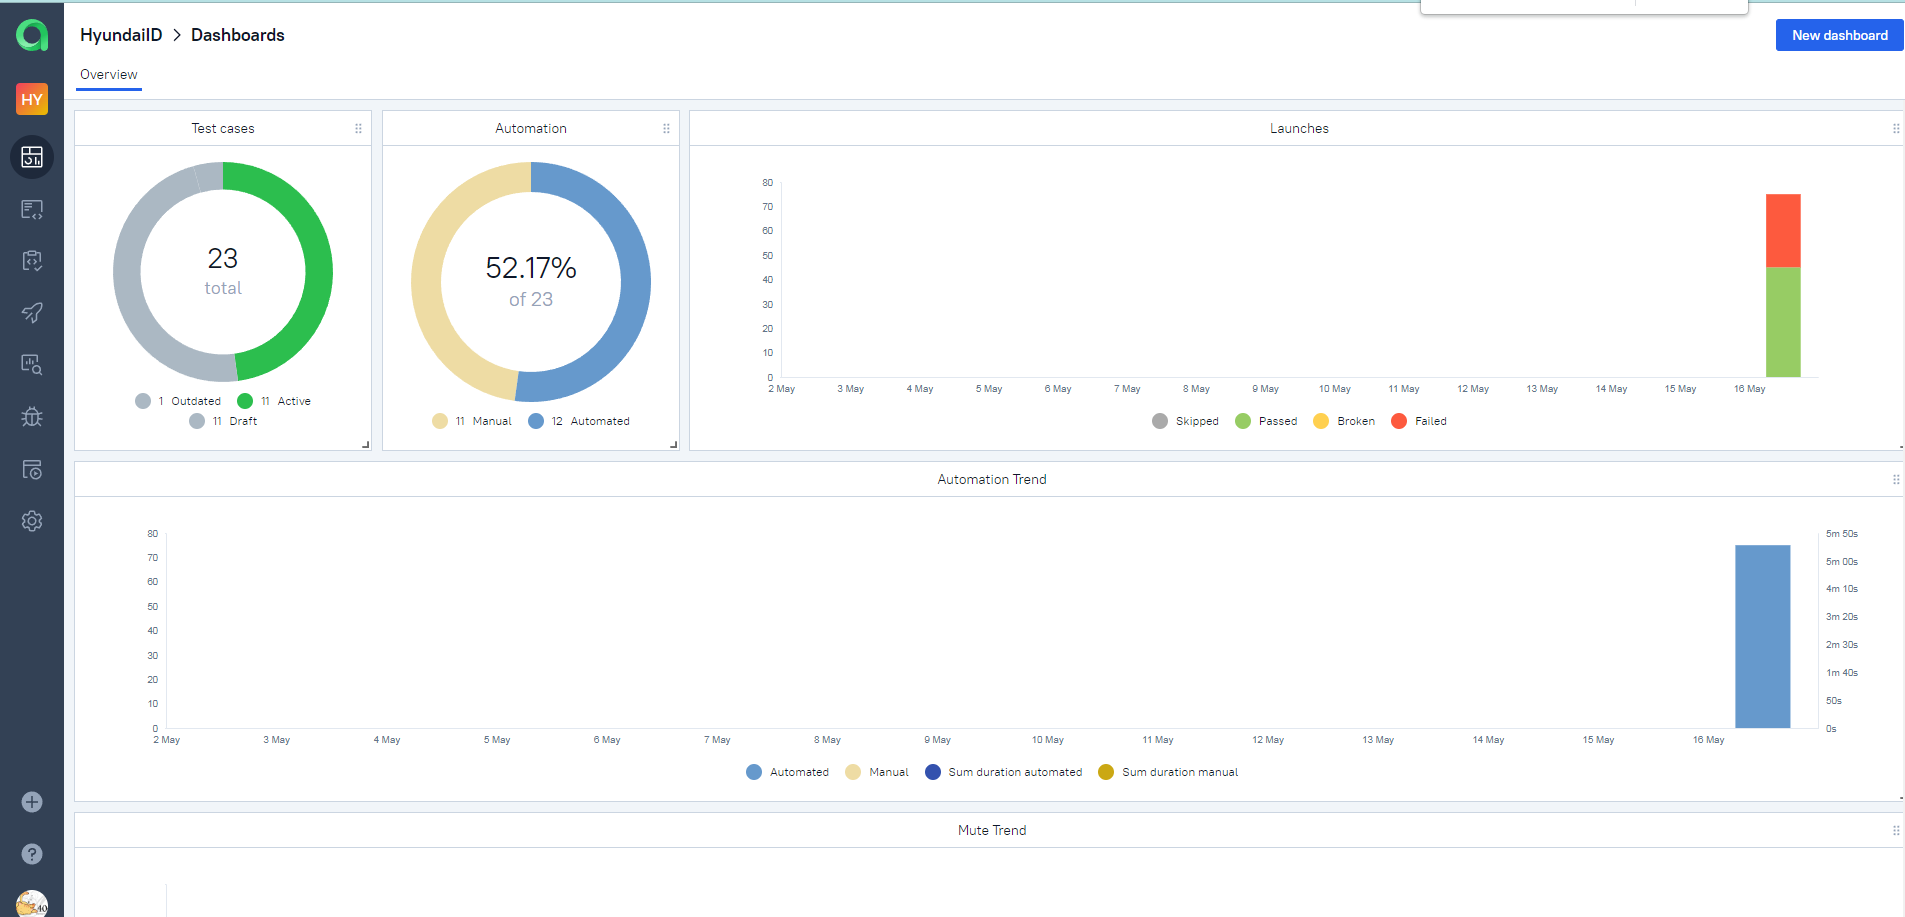 HyundaiID > Dashboards
New dashboard
Overview
HY
Test cases
23
total
1 Outdated
11 Active
11 Draft
Automation
52.17%
of 23
11 Manual
12 Automated
Launches
80
70
60
50
40
30
20
10
0
2 May 3 May 4 May 5 May 6 May 7 May 8 May 9 May 10 May 11 May 12 May 13 May 14 May 15 May 16 May
Skipped Passed Broken Failed
Automation Trend
80
70
60
50
40
30
20
10
0
5m 50s
5m 00s
4m 10s
3m 20s
2m 30s
1m 40s
50s
0s
2 May 3 May 4 May 5 May 6 May 7 May 8 May 9 May 10 May 11 May 12 May 13 May 14 May 15 May 16 May
Automated Manual Sum duration automated Sum duration manual
Mute Trend
?